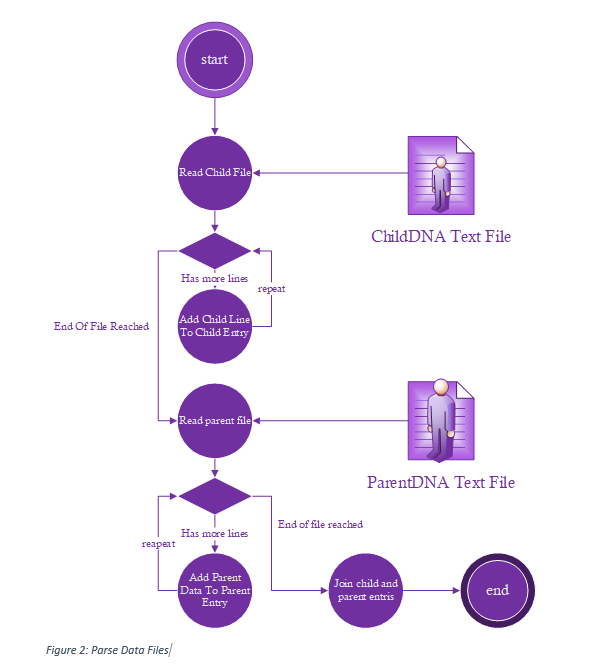 start
Read Child File
ChildDNA Text File
Has more lines
repeat
Add Child Line
To Child Entry
End Of File Reached
Read parent file
ParentDNA Text File
End of file reached
Has more lines
reapeat
Add Parent
Data To Parent
Entry
Join child and
parent entris
end
Figure 2: Parse Data Files